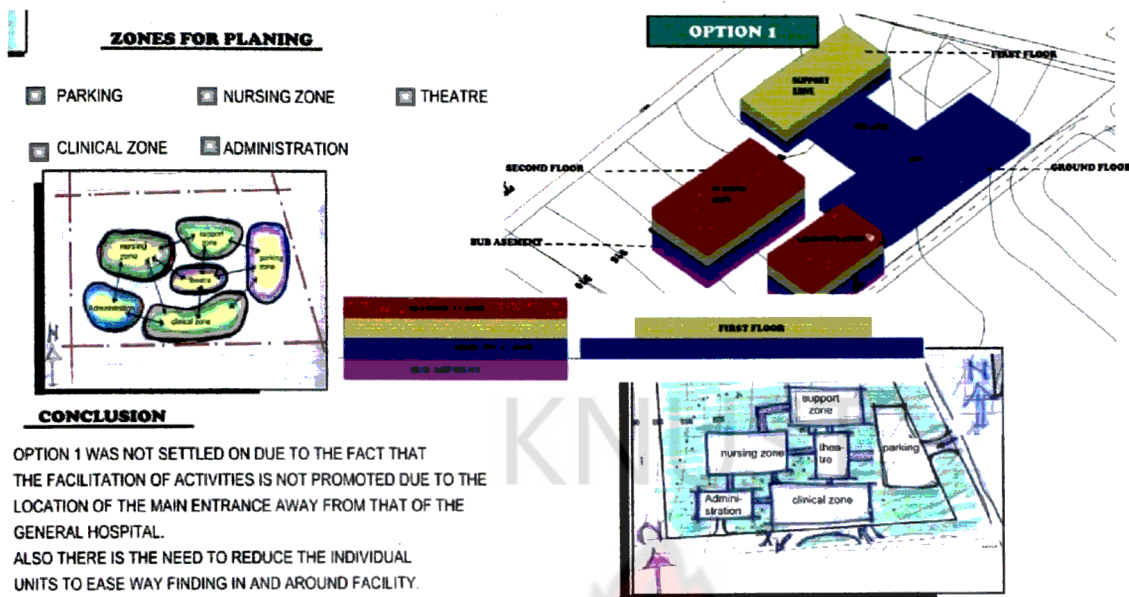 ZONES FOR PLANING
PARKING
NURSING ZONE
THEATRE
CLINICAL ZONE
ADMINISTRATION
nursing
zone
support
zone
parking
zone
theatre
Administration
clinical zone
N
CONCLUSION
OPTION 1 WAS NOT SETTLED ON DUE TO THE FACT THAT
THE FACILITATION OF ACTIVITIES IS NOT PROMOTED DUE TO THE
LOCATION OF THE MAIN ENTRANCE AWAY FROM THAT OF THE
GENERAL HOSPITAL.
ALSO THERE IS THE NEED TO REDUCE THE INDIVIDUAL
UNITS TO EASE WAY FINDING IN AND AROUND FACILITY.
OPTION 1
FIRST FLOOR
SUPPORT
ZONE
SECOND FLOOR
GROUND FLOOR
SUB ASEMENT
FIRST FLOOR
SUB ASEMENT
KNUST
support
zone
nursing zone
thea-
tre
parking
Admini-
stration
clinical zone
N